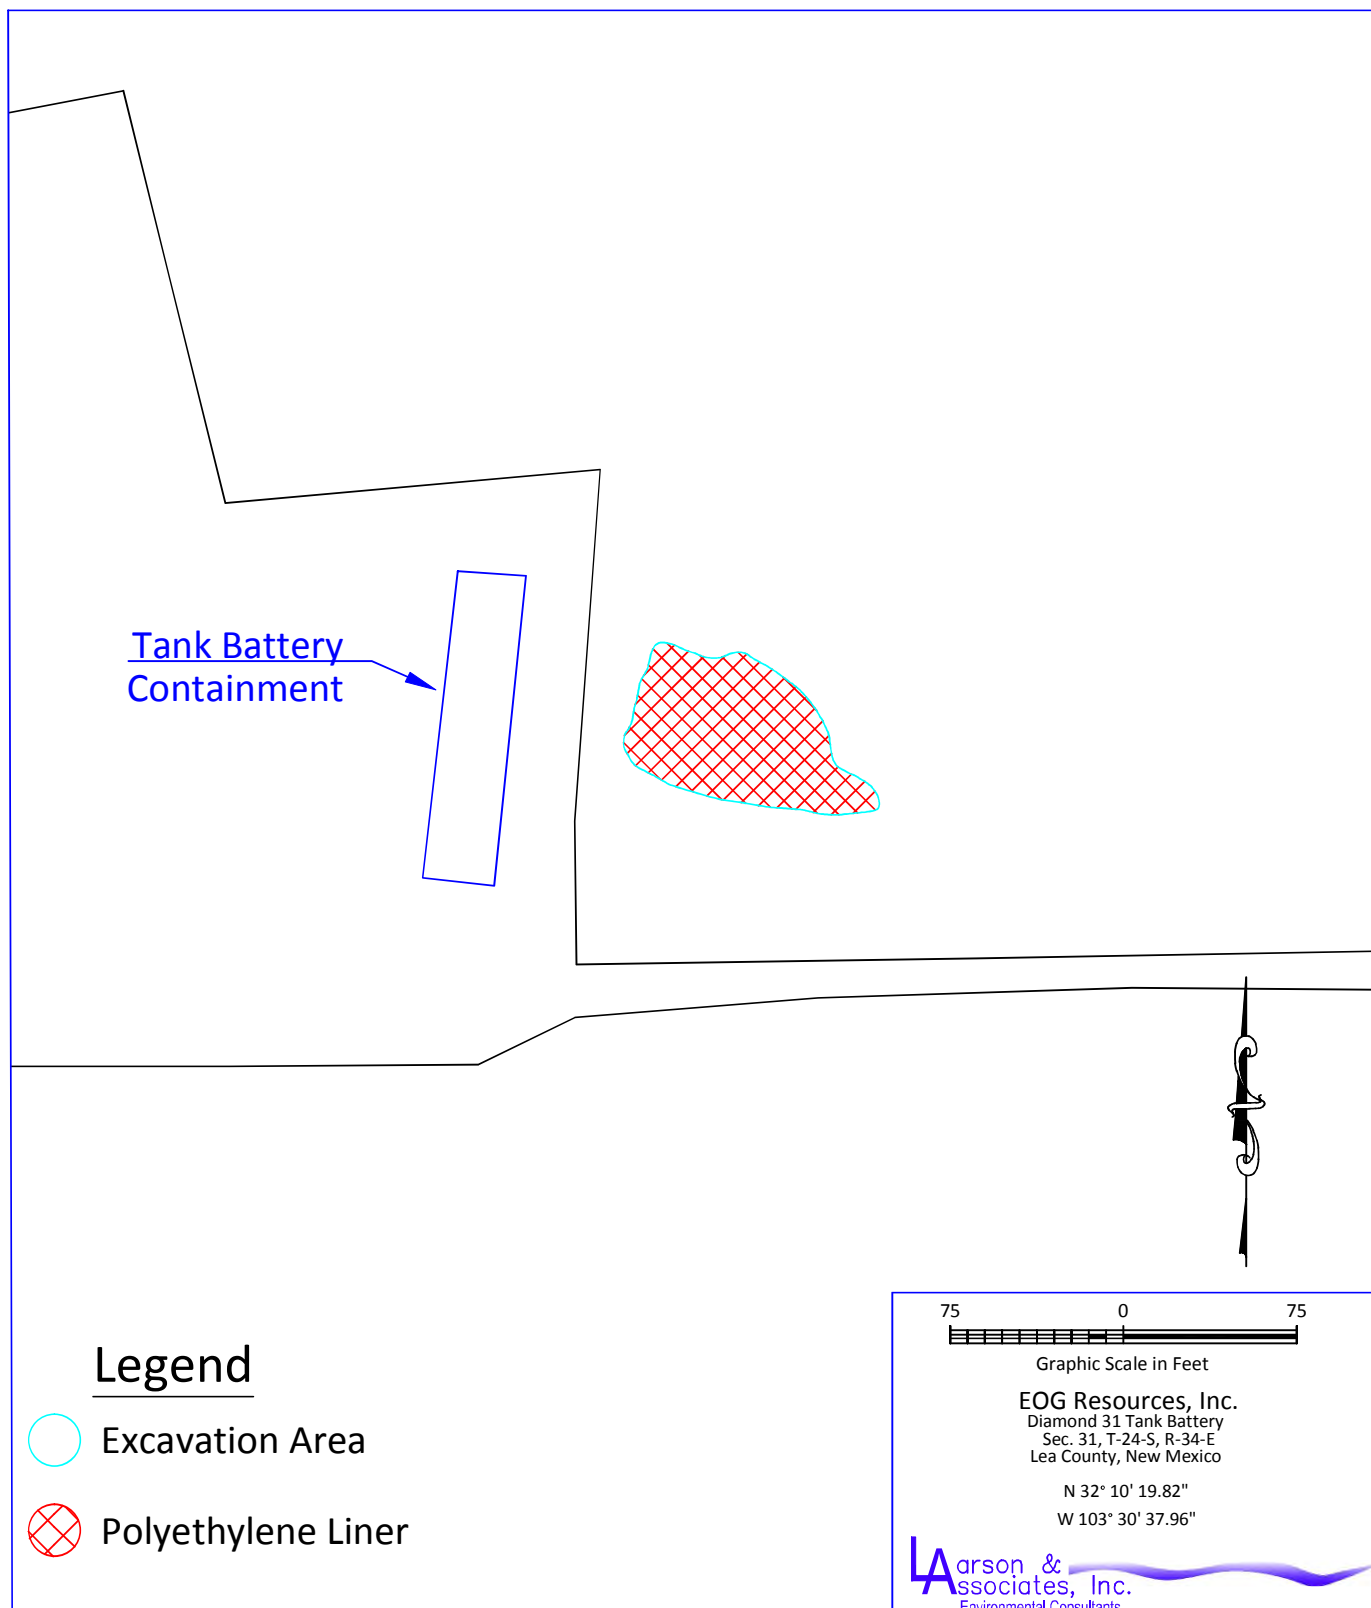 Tank Battery
Containment
Legend
Excavation Area
Polyethylene Liner
75 0 75
Graphic Scale in Feet
EOG Resources, Inc.
Diamond 31 Tank Battery
Sec. 31, T-24-S, R-34-E
Lea County, New Mexico
N 32° 10' 19.82"
W 103° 30' 37.96"
Larson &
Associates, Inc.
Environmental Consultants